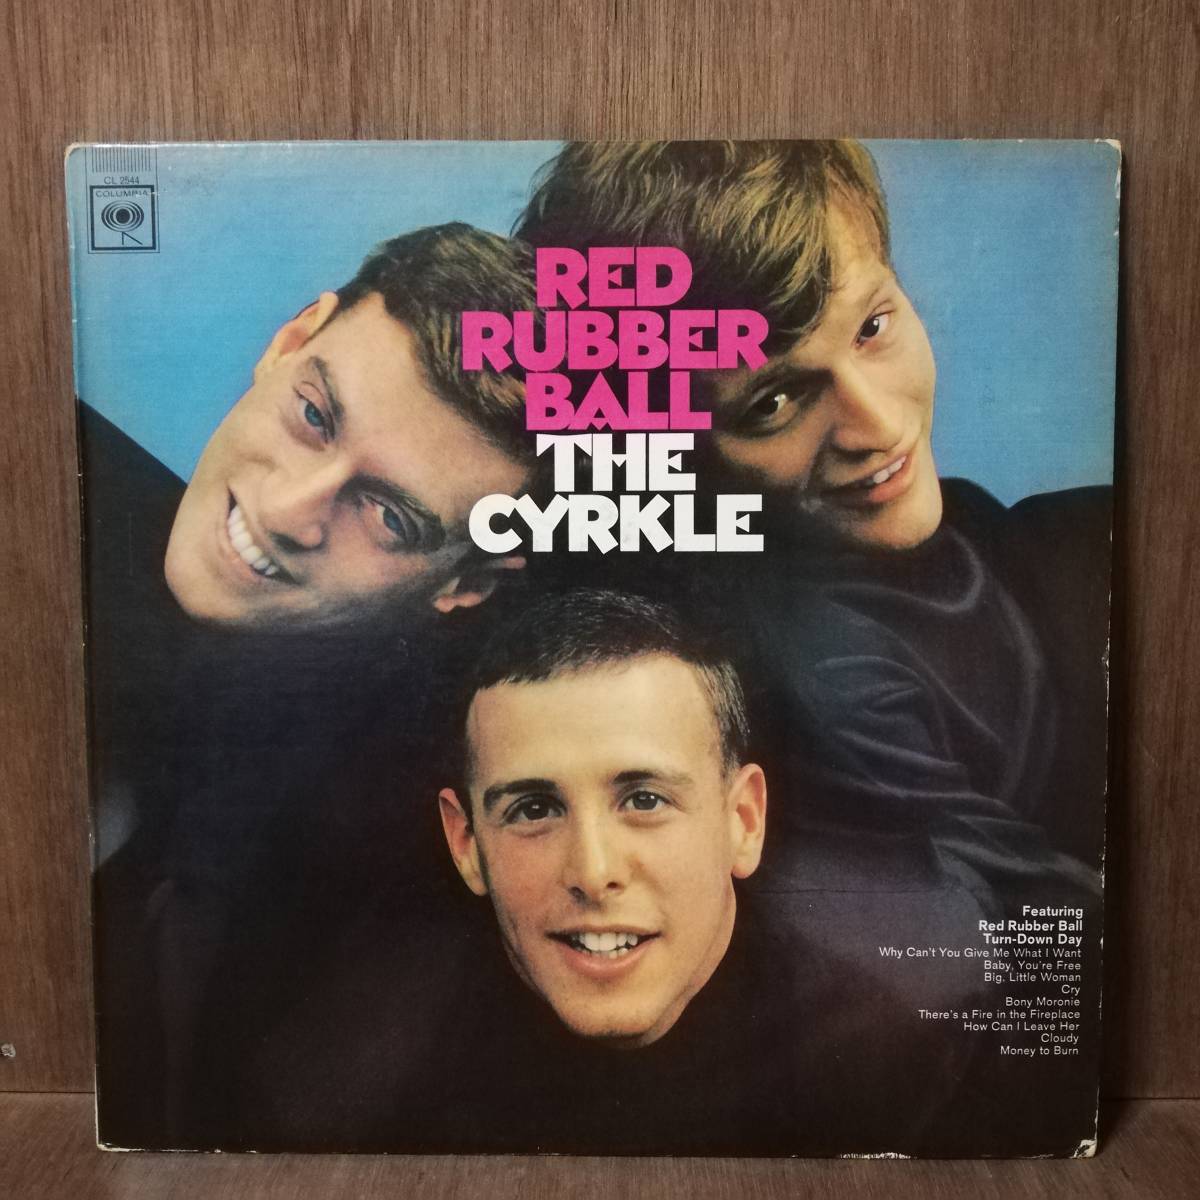 CL 2544
COLUMBIA
RED
RUBBER
BALL
THE
CYRKLE
Featuring
Red Rubber Ball
Turn-Down Day
Why Can't You Give Me What I Want
Baby, You're Free
Big, Little Woman
Cry
Bony Moronie
There's a Fire in the Fireplace
How Can I Leave Her
Cloudy
Money to Burn